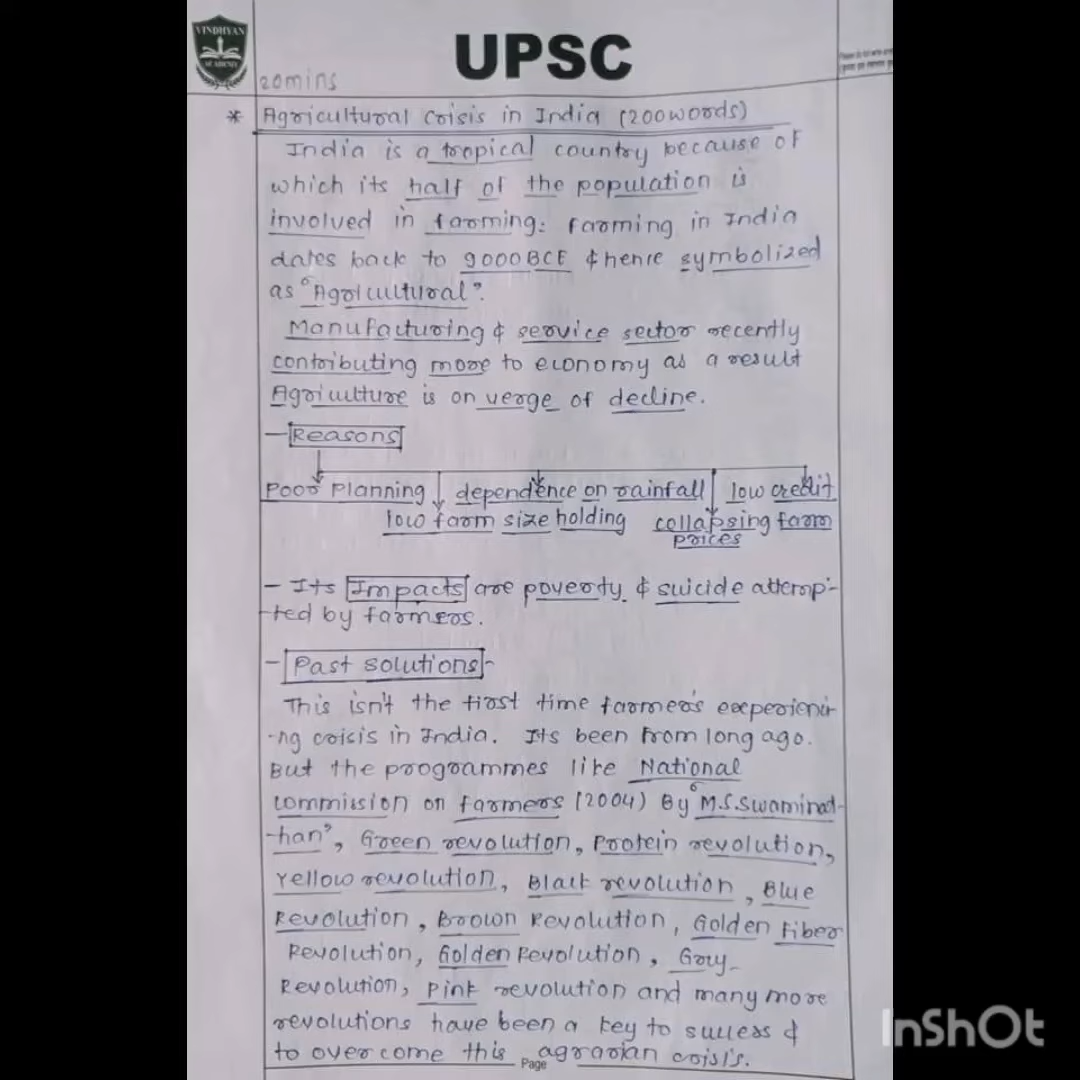 VINDHYAN
ACADEMY
UPSC
20mins
* Agricultural crisis in India (200words)
India is a tropical country because of
which its half of the population is
involved in farming. farming in India
dates back to 9000BCE & hence symbolized
as "Agricultural".
Manufacturing & service sector recently
contributing more to economy as a result
Agriculture is on verge of decline.
- Reasons
Poor Planning dependence on rainfall low credit
low farm size holding collapsing farm
prices
- Its Impacts are poverty & suicide attemp-
-ted by farmers.
- Past solutions -
This isn't the first time farmers experienci-
-ng crisis in India. Its been from long ago.
But the programmes like National
commission on farmers (2004) By "M.S.Swaminat-
-han", Green revolution, Protein revolution,
Yellow revolution, Black revolution, Blue
Revolution, Brown Revolution, Golden Fiber
Revolution, Golden Revolution, Gray
Revolution, Pink revolution and many more
revolutions have been a key to success &
to overcome this agrarian crisis.
Page
InShOt